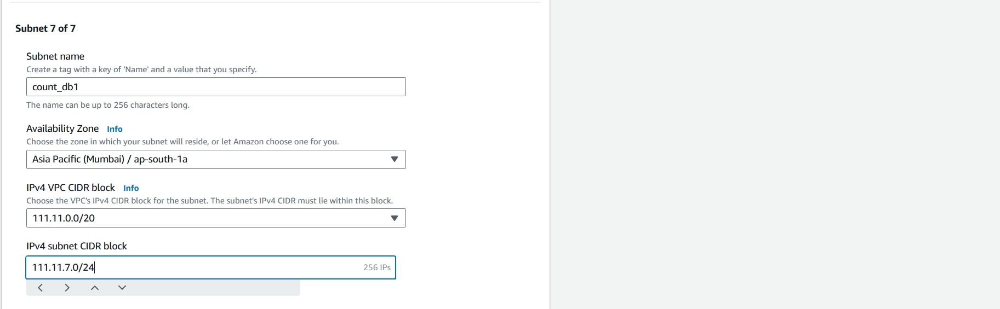 Subnet 7 of 7
Subnet name
Create a tag with a key of 'Name' and a value that you specify.
count_db1
The name can be up to 256 characters long.
Availability Zone Info
Choose the zone in which your subnet will reside, or let Amazon choose one for you.
Asia Pacific (Mumbai) / ap-south-1a
IPv4 VPC CIDR block Info
Choose the VPC's IPv4 CIDR block for the subnet. The subnet's IPv4 CIDR must lie within this block.
111.11.0.0/20
IPv4 subnet CIDR block
111.11.7.0/24 256 IPs